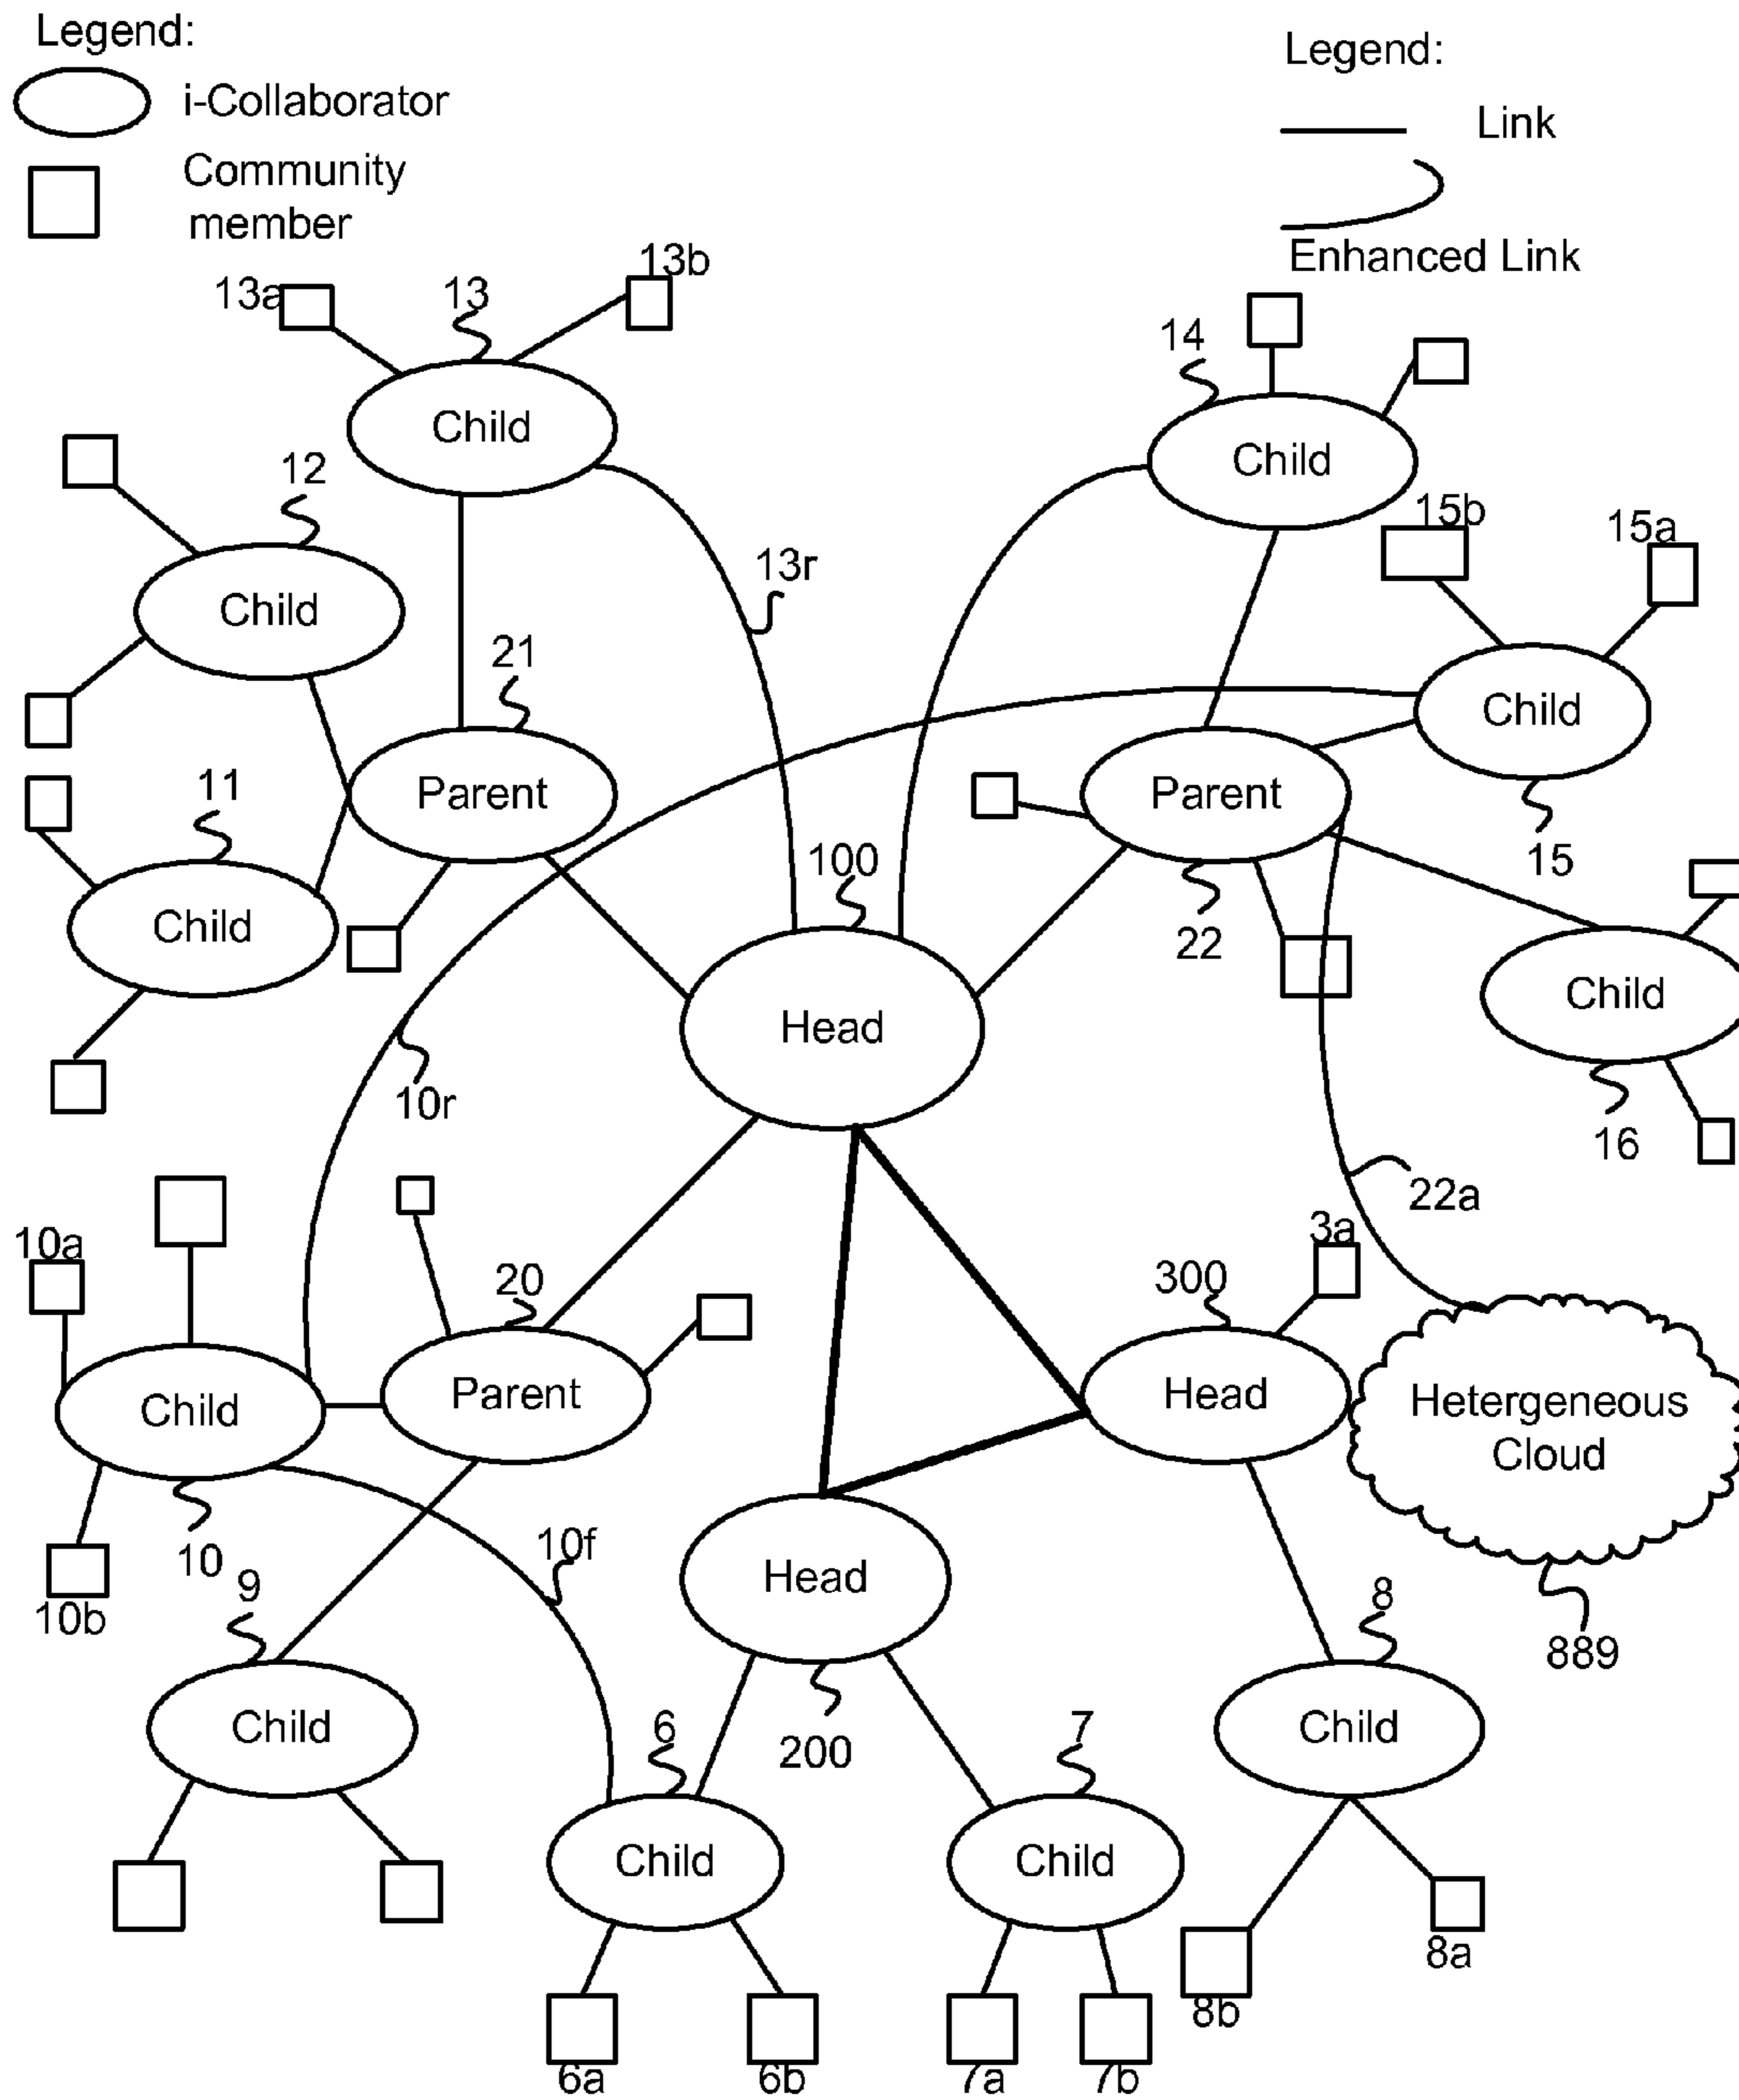 Legend:
i-Collaborator
Community
member
Legend:
Link
Enhanced Link
13a
13
13b
14
12
Child
Child
15b
15a
13r
Child
21
Child
11
Parent
Parent
100
15
Child
22
Head
Child
10r
16
22a
10a
3a
20
300
Child
Parent
Head
Hetergeneous
Cloud
10f
10
Head
9
8
10b
889
Child
6
7
Child
200
Child
Child
8a
8b
6a
6b
7a
7b